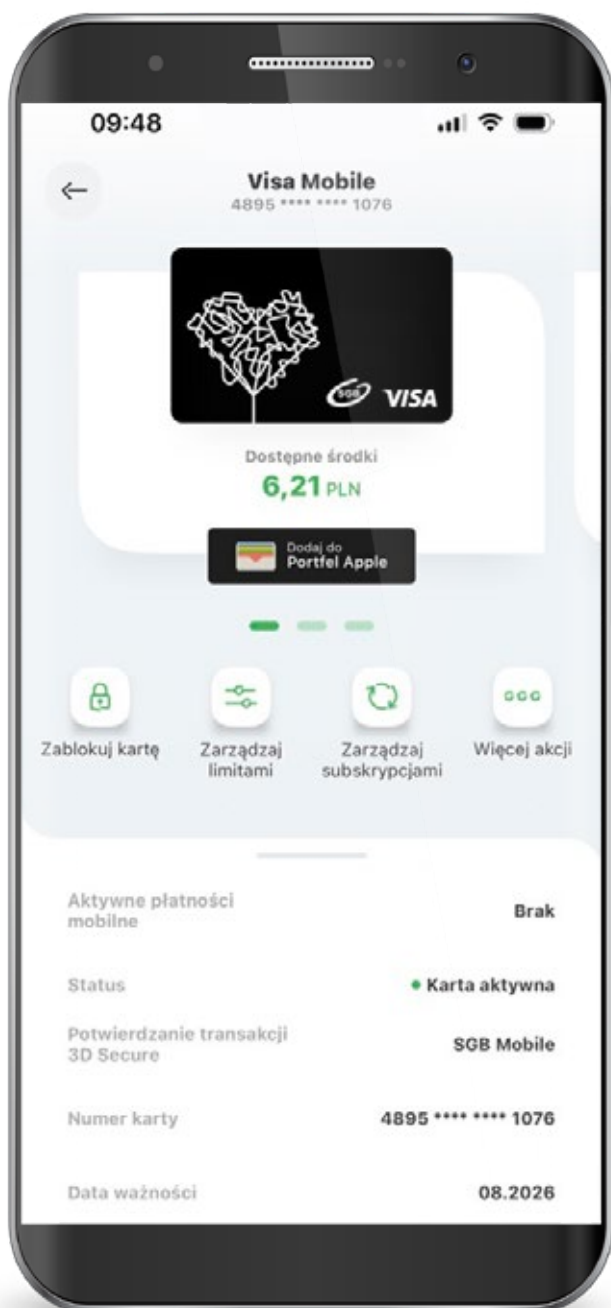 09:48
Visa Mobile
4895 **** **** 1076
SGB VISA
Dostępne środki
6,21 PLN
Dodaj do
Portfel Apple
Zablokuj kartę
Zarządzaj
limitami
Zarządzaj
subskrypcjami
Więcej akcji
Aktywne płatności
mobilne
Brak
Status
Karta aktywna
Potwierdzanie transakcji
3D Secure
SGB Mobile
Numer karty
4895 **** **** 1076
Data ważności
08.2026